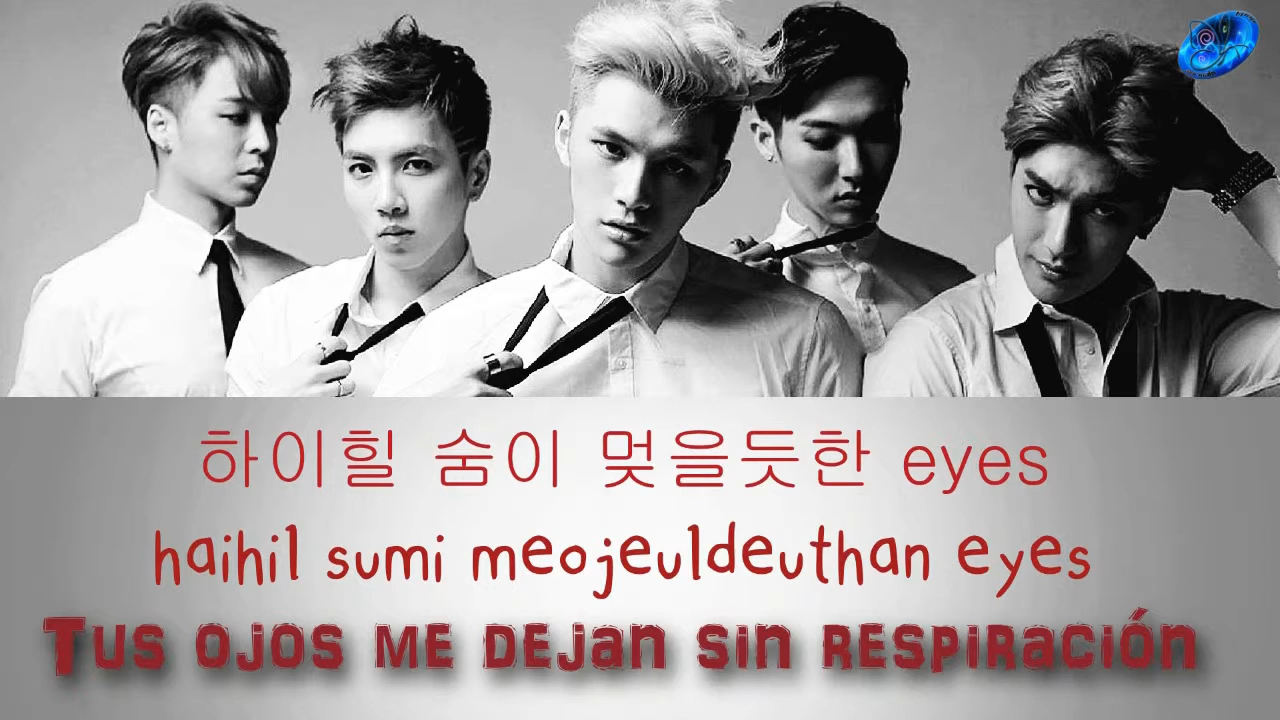 하이힐 숨이 멎을듯한 eyes
haihil sumi meojeuldeuthan eyes
Tus ojos me dejan sin respiración